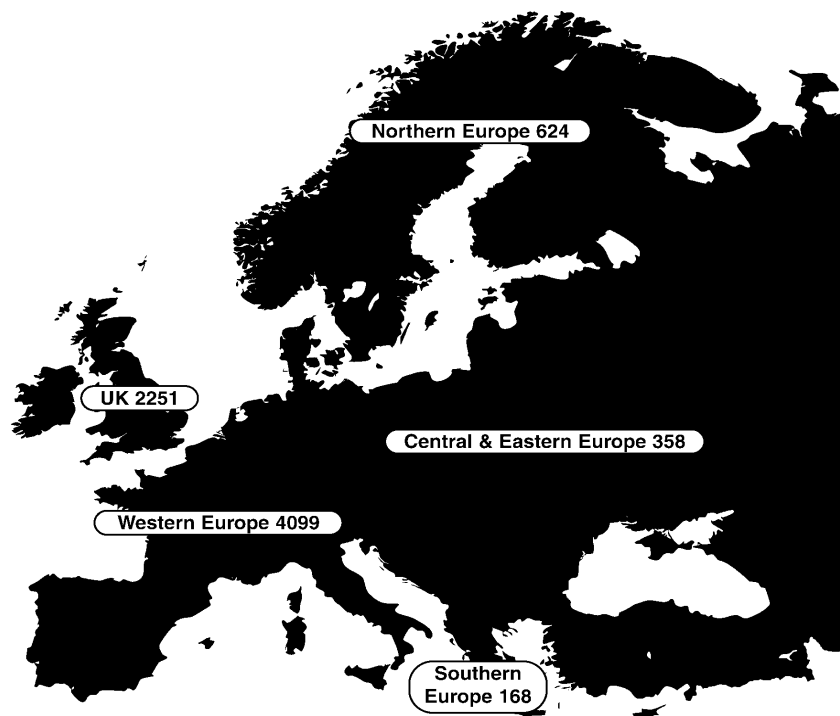 Northern Europe 624
UK 2251
Central & Eastern Europe 358
Western Europe 4099
Southern
Europe 168